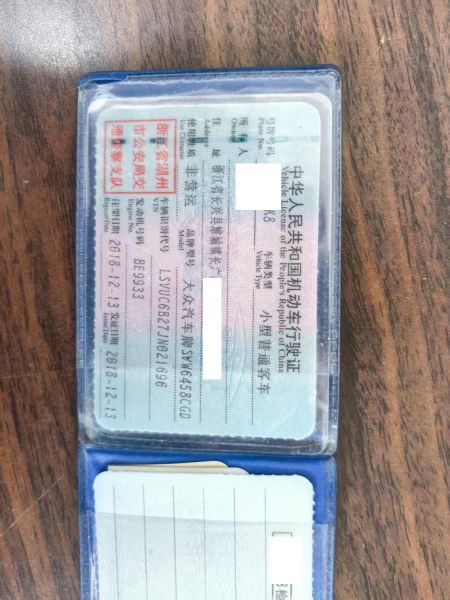 中华人民共和国机动车行驶证
Vehicle License of the People's Republic of China
号牌号码 K8 车辆类型 小型普通客车
Plate No. Vehicle Type
所有人
Owner
住址 浙江省长兴县 镇长广
Address
使用性质 非营运 品牌型号 大众汽车牌SVW6458CGD
Use Character Model
浙江省湖州
市公安局交
通警察支队
车辆识别代号 LSVUC6B27JN021696
VIN
发动机号码 BE9933
Engine No.
注册日期 2018-12-13 发证日期 2018-12-13
Register Date Issue Date
检